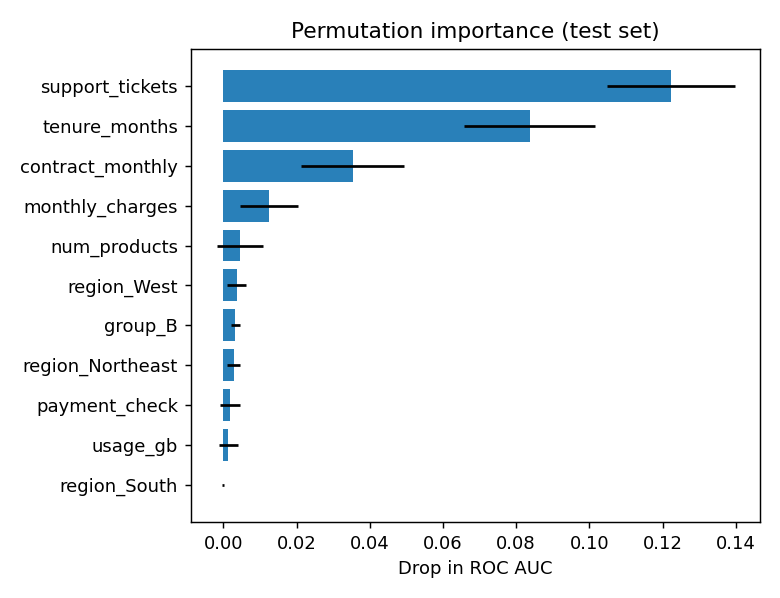 Permutation importance (test set)
support_tickets
tenure_months
contract_monthly
monthly_charges
num_products
region_West
group_B
region_Northeast
payment_check
usage_gb
region_South
0.00 0.02 0.04 0.06 0.08 0.10 0.12 0.14
Drop in ROC AUC